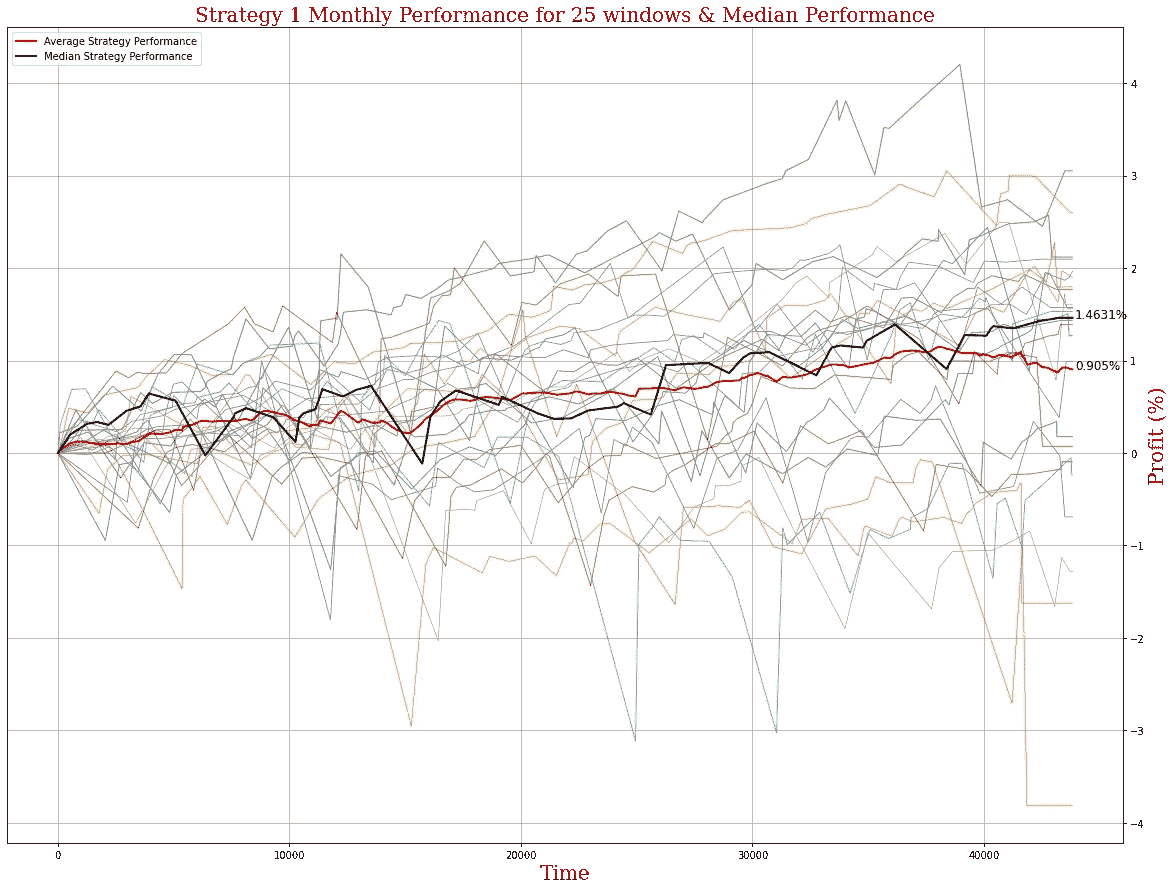 Strategy 1 Monthly Performance for 25 windows & Median Performance
Average Strategy Performance
Median Strategy Performance
4
3
2
1.4631%
1
0.905%
0
−1
−2
−3
−4
Profit (%)
0 10000 20000 30000 40000
Time